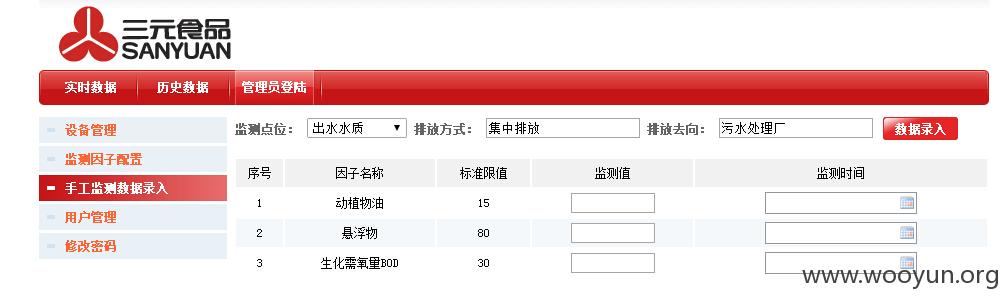 三元食品
SANYUAN
实时数据 历史数据 管理员登陆
设备管理
监测因子配置
手工监测数据录入
用户管理
修改密码
监测点位： 出水水质 排放方式： 集中排放 排放去向： 污水处理厂 数据录入
序号 因子名称 标准限值 监测值 监测时间
1 动植物油 15
2 悬浮物 80
3 生化需氧量BOD 30
www.wooyun.org